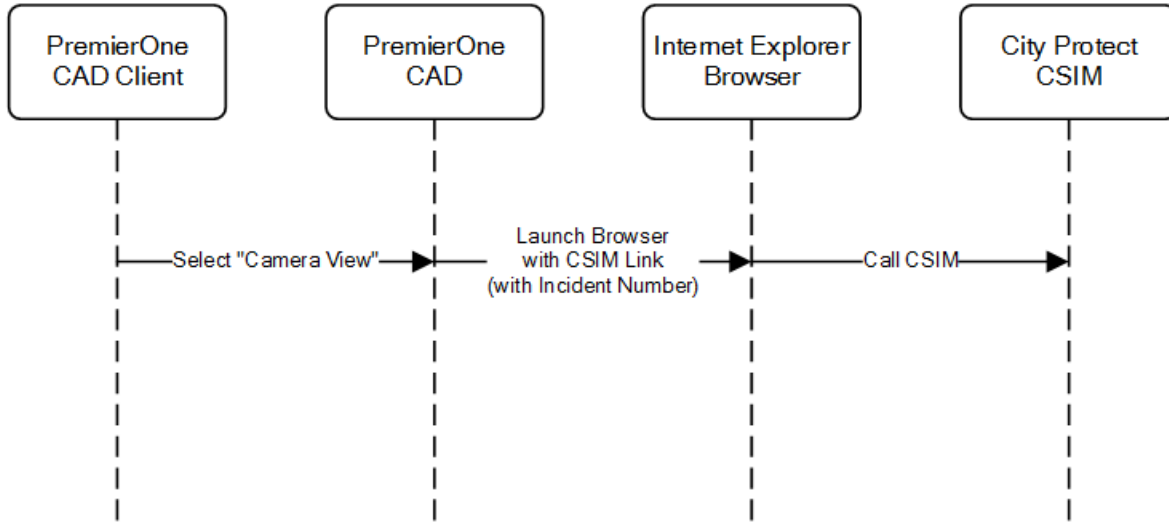 PremierOne
CAD Client
PremierOne
CAD
Internet Explorer
Browser
City Protect
CSIM
Select "Camera View"
Launch Browser
with CSIM Link
(with Incident Number)
Call CSIM